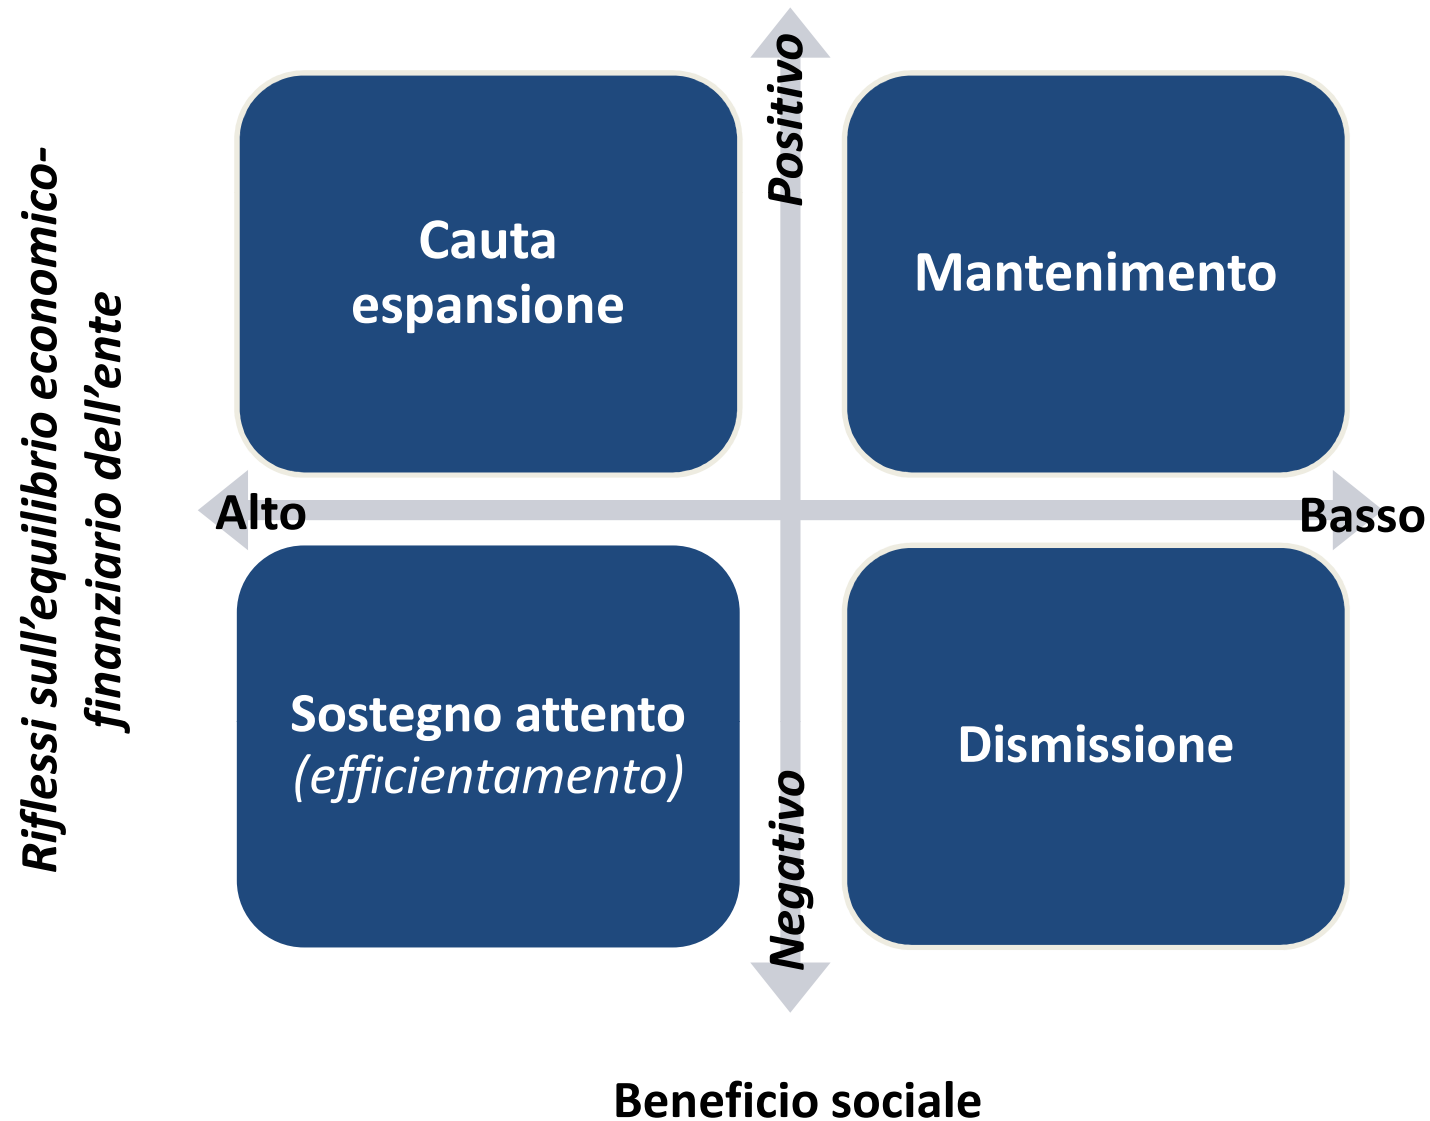 Positivo
Riflessi sull’equilibrio economico-
finanziario dell’ente
Cauta
espansione
Mantenimento
Alto
Basso
Sostegno attento
(efficientamento)
Dismissione
Negativo
Beneficio sociale